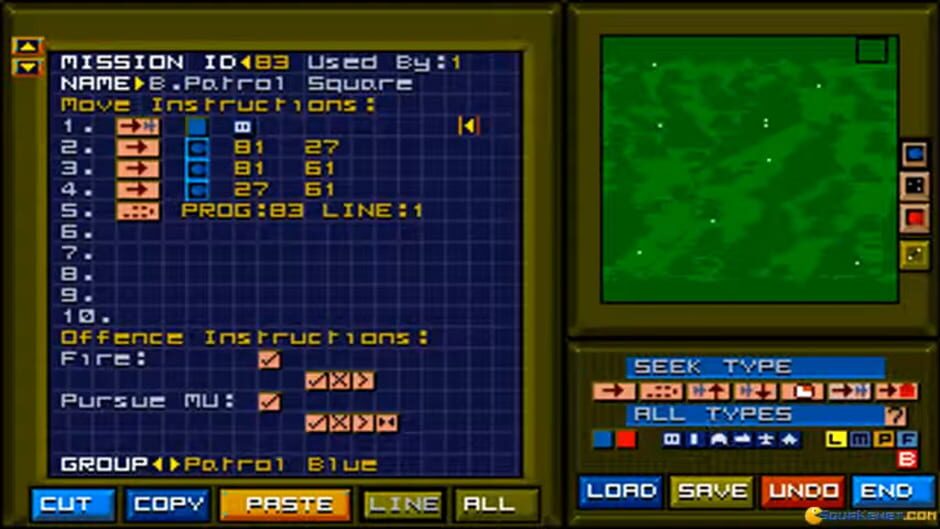 MISSION ID 83 Used By:1
NAME B.Patrol Square
Move Instructions:
1.
2. 81 27
3. 81 61
4. 27 61
5. PROG:83 LINE:1
6.
7.
8.
9.
10.
Offence Instructions:
Fire:
Pursue MU:
GROUP Patrol Blue
CUT COPY PASTE LINE ALL
SEEK TYPE
ALL TYPES ?
L M P F
B
LOAD SAVE UNDO END
SquaKenet.com